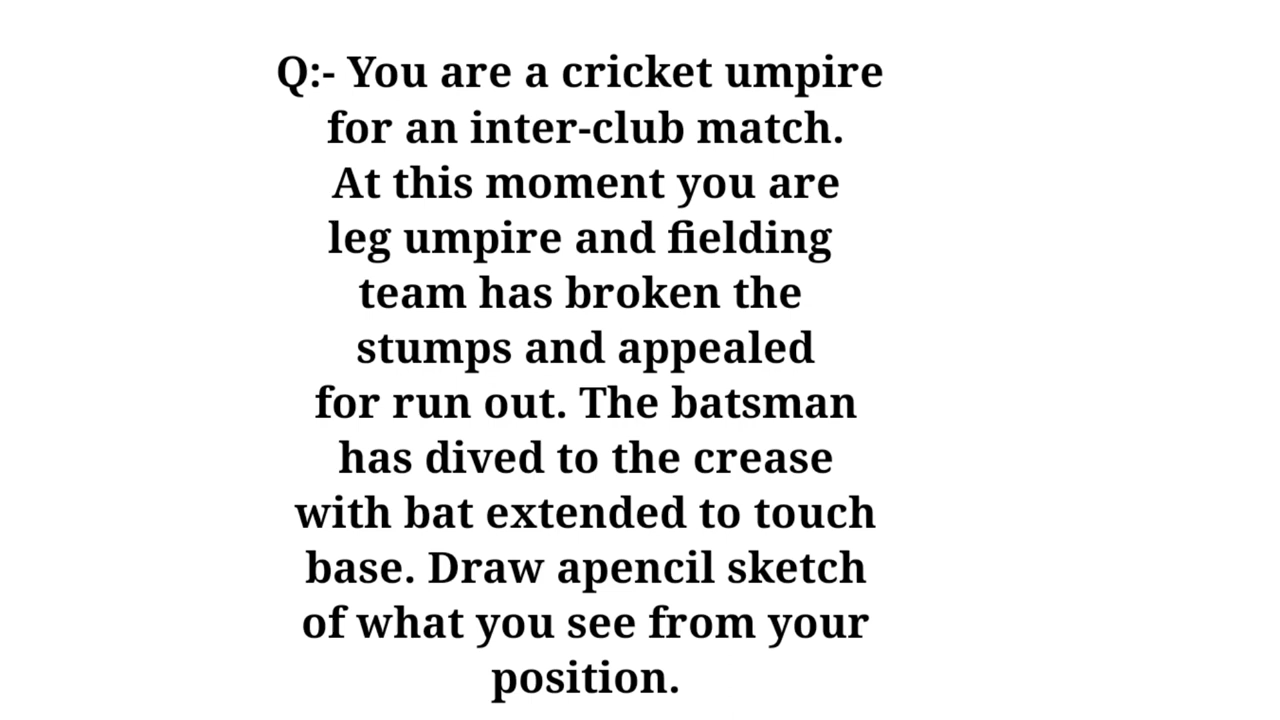 Q:- You are a cricket umpire
for an inter-club match.
At this moment you are
leg umpire and fielding
team has broken the
stumps and appealed
for run out. The batsman
has dived to the crease
with bat extended to touch
base. Draw apencil sketch
of what you see from your
position.